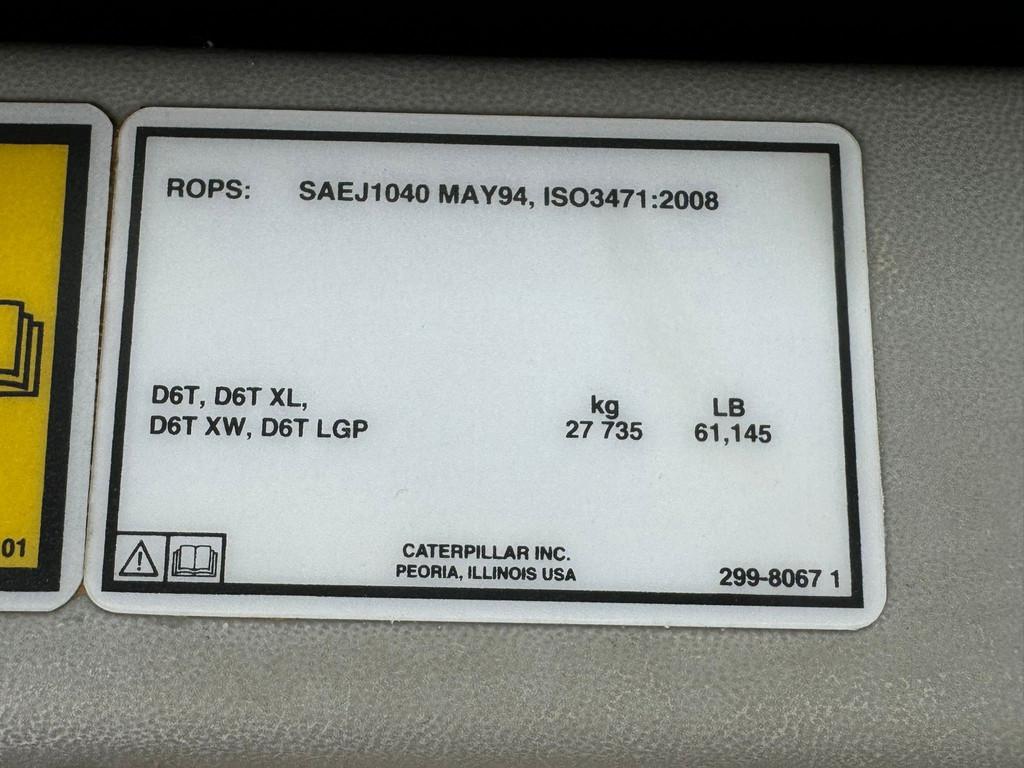 ROPS: SAEJ1040 MAY94, ISO3471:2008
D6T, D6T XL,
D6T XW, D6T LGP
kg LB
27 735 61,145
CATERPILLAR INC.
PEORIA, ILLINOIS USA
299-8067 1
01